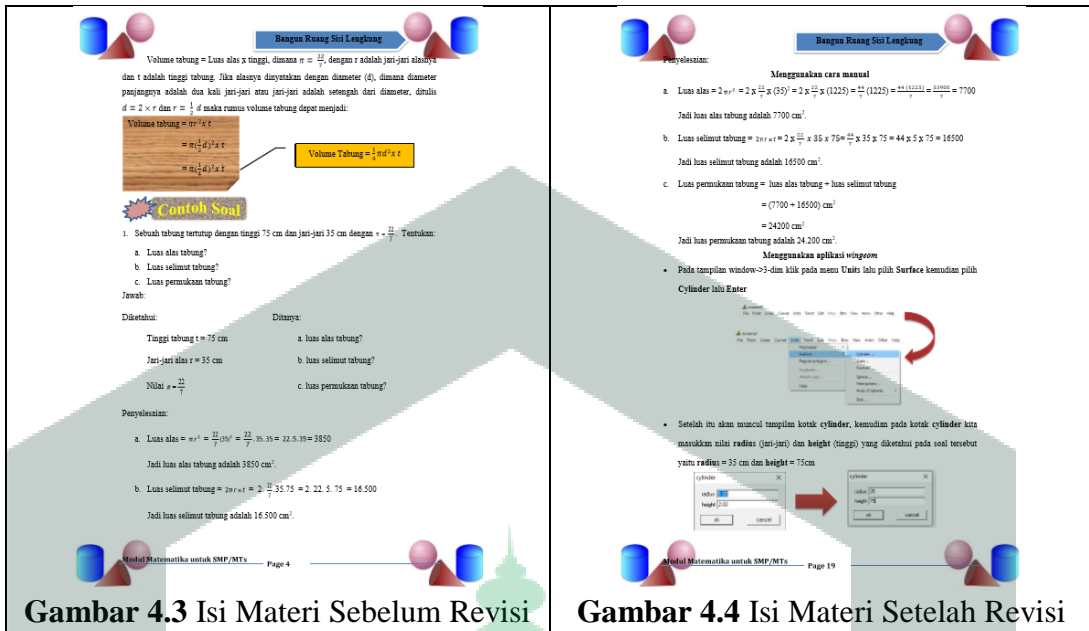 Bangun Ruang Sisi Lengkung
Volume tabung = Luas alas x tinggi, dimana π = 22/7, dengan r adalah jari-jari alasnya
dan t adalah tinggi tabung. Jika alasnya dinyatakan dengan diameter (d), dimana diameter
panjangnya adalah dua kali jari-jari atau jari-jari adalah setengah dari diameter, ditulis
d = 2 × r dan r = 1/2 d maka rumus volume tabung dapat menjadi:
Volume tabung = πr² x t
= π(1/2 d)² x t
= π(1/4 d)² x t
Volume Tabung = 1/4 πd² x t
Contoh Soal
1. Sebuah tabung tertutup dengan tinggi 75 cm dan jari-jari 35 cm dengan π = 22/7. Tentukan:
a. Luas alas tabung?
b. Luas selimut tabung?
c. Luas permukaan tabung?
Jawab:
Diketahui: Ditanya:
Tinggi tabung t = 75 cm a. luas alas tabung?
Jari-jari alas r = 35 cm b. luas selimut tabung?
Nilai π = 22/7 c. luas permukaan tabung?
Penyelesaian:
a. Luas alas = πr² = 22/7 (35)² = 22/7 . 35. 35 = 22.5.35 = 3850
Jadi luas alas tabung adalah 3850 cm².
b. Luas selimut tabung = 2πr×t = 2. 22/7 .35.75 = 2. 22. 5. 75 = 16.500
Jadi luas selimut tabung adalah 16.500 cm².
Modul Matematika untuk SMP/MTs Page 4
Gambar 4.3 Isi Materi Sebelum Revisi
Bangun Ruang Sisi Lengkung
Penyelesaian:
Menggunakan cara manual
a. Luas alas = 2 πr² = 2 x 22/7 x (35)² = 2 x 22/7 x (1225) = 44/7 (1225) = 44 (1225)/7 = 53900/7 = 7700
Jadi luas alas tabung adalah 7700 cm².
b. Luas selimut tabung = 2πr×t = 2 x 22/7 x 35 x 75 = 44/7 x 35 x 75 = 44 x 5 x 75 = 16500
Jadi luas selimut tabung adalah 16500 cm².
c. Luas permukaan tabung = luas alas tabung + luas selimut tabung
= (7700 + 16500) cm²
= 24200 cm²
Jadi luas permukaan tabung adalah 24.200 cm².
Menggunakan aplikasi wingeom
• Pada tampilan window->3-dim klik pada menu Units lalu pilih Surface kemudian pilih
Cylinder lalu Enter
• Setelah itu akan muncul tampilan kotak cylinder, kemudian pada kotak cylinder kita
masukkan nilai radius (jari-jari) dan height (tinggi) yang diketahui pada soal tersebut
yaitu radius = 35 cm dan height = 75cm
cylinder
radius
height 2.00
ok cancel
cylinder
radius 35
height 75
ok cancel
Modul Matematika untuk SMP/MTs Page 19
Gambar 4.4 Isi Materi Setelah Revisi